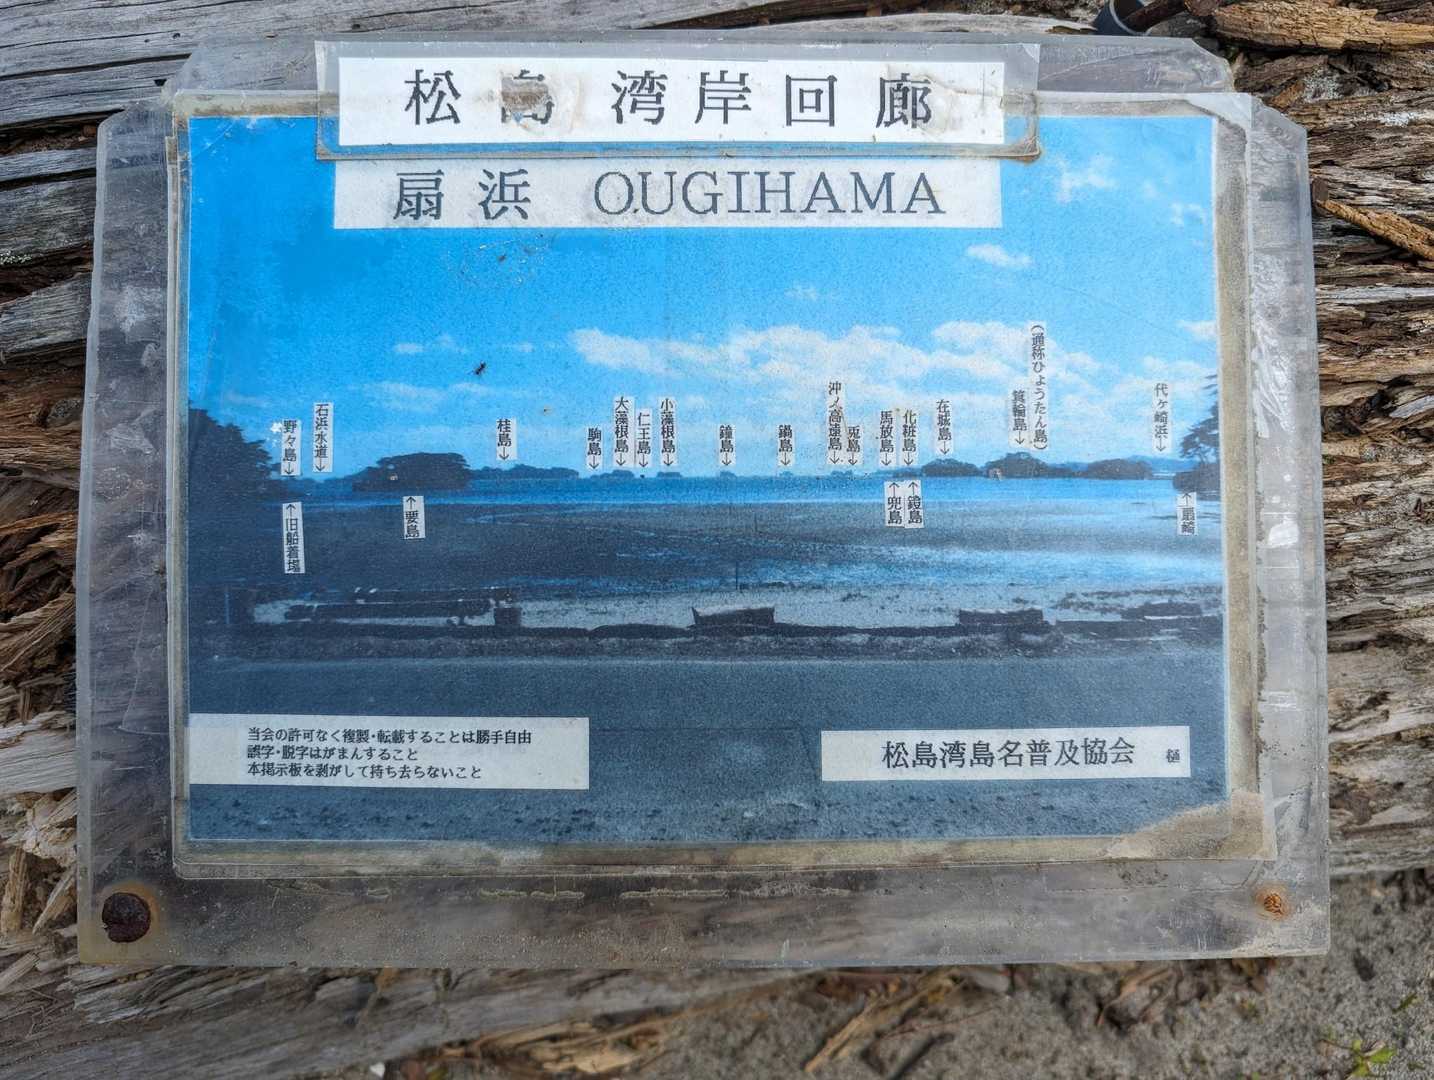 松島湾岸回廊
扇浜 OUGIHAMA
野々島↓
石浜水道↓
桂島↓
駒島↓
大藻根島↓
仁王島↓
小藻根島↓
鐘島↓
鍋島↓
沖ノ高遠島↓
兎島↓
馬放島↓
化粧島↓
在城島↓
箕輪島↓
(通称ひょうたん島)
代ヶ崎浜↓
↑旧船着場
↑要島
↑兜島
↑鐙島
当会の許可なく複製・転載することは勝手自由
誤字・脱字はがまんすること
本掲示板を剥がして持ち去らないこと
松島湾島名普及協会 樋